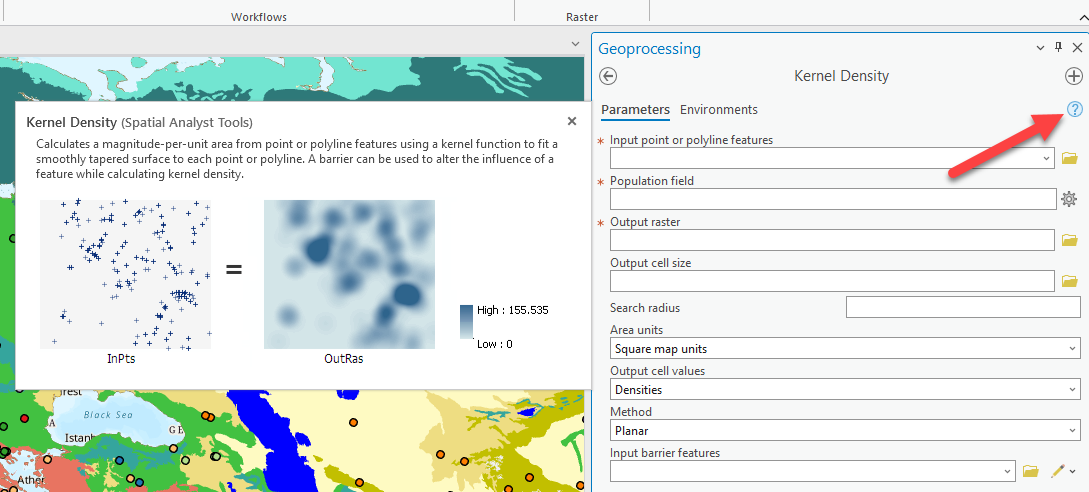 Workflows
Raster
Geoprocessing
Kernel Density
Parameters Environments
?
* Input point or polyline features
* Population field
* Output raster
Output cell size
Search radius
Area units
Square map units
Output cell values
Densities
Method
Planar
Input barrier features
Kernel Density (Spatial Analyst Tools)
Calculates a magnitude-per-unit area from point or polyline features using a kernel function to fit a
smoothly tapered surface to each point or polyline. A barrier can be used to alter the influence of a
feature while calculating kernel density.
=
High : 155.535
Low : 0
InPts
OutRas
Black Sea
Istanb
G E
Ather